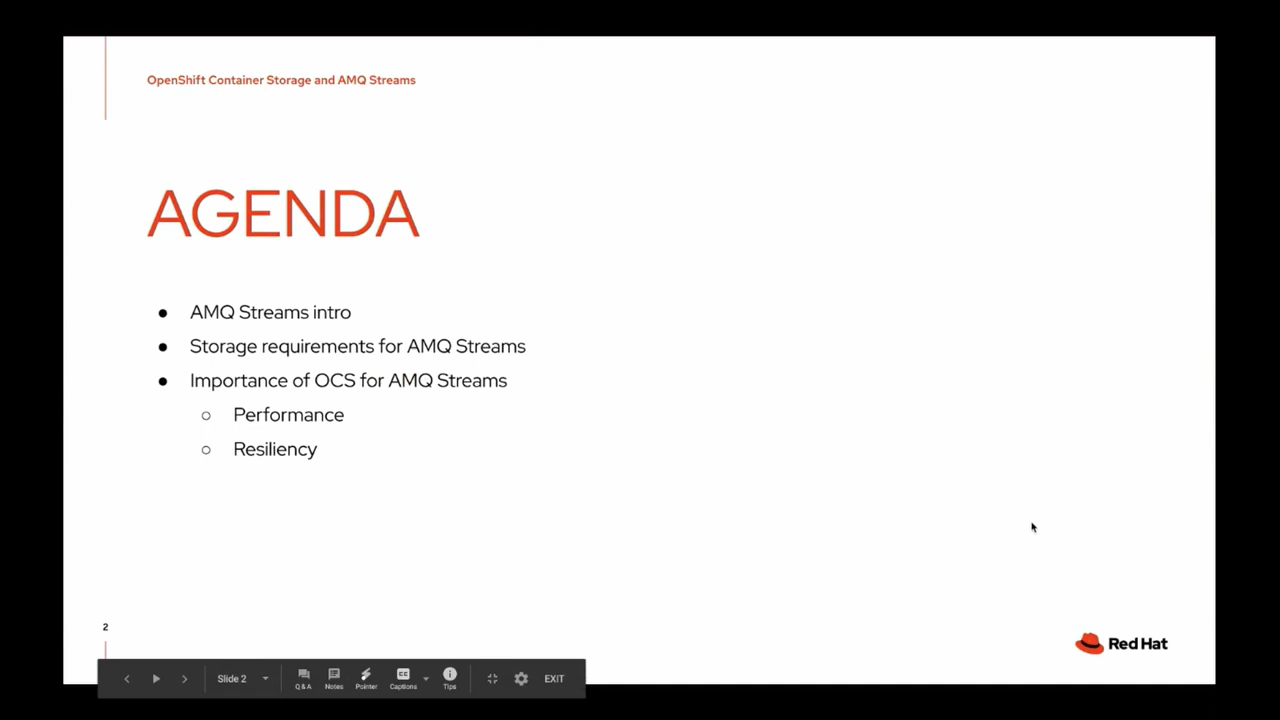 OpenShift Container Storage and AMQ Streams
AGENDA
● AMQ Streams intro
● Storage requirements for AMQ Streams
● Importance of OCS for AMQ Streams
○ Performance
○ Resiliency
2
Red Hat
Slide 2
Q & A
Notes
Pointer
CC
Captions
Tips
EXIT